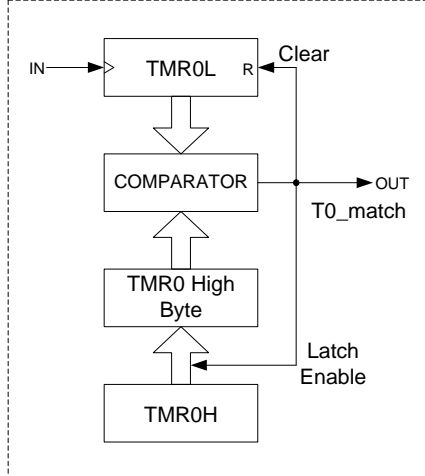 Clear
IN
TMR0L
R
COMPARATOR
OUT
T0_match
TMR0 High
Byte
Latch
Enable
TMR0H